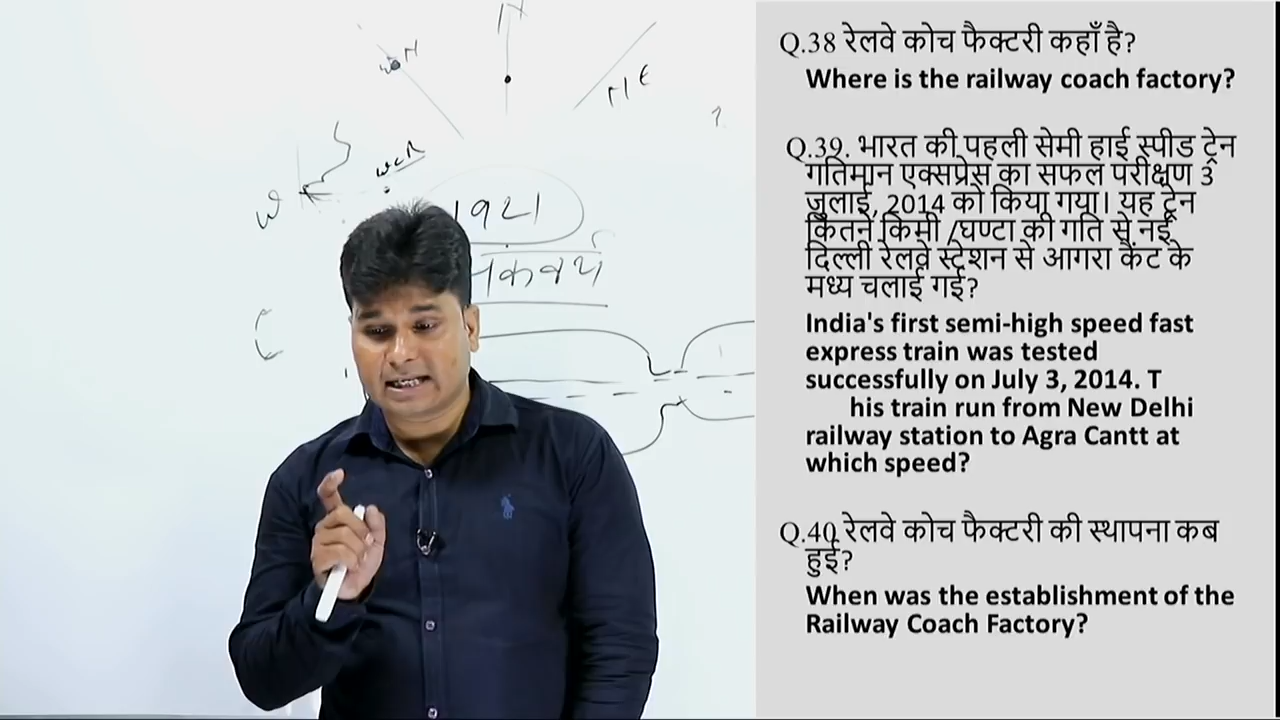 N
NE
WCR
W
1921
Q.38 रेलवे कोच फैक्टरी कहाँ है?
Where is the railway coach factory?
Q.39. भारत की पहली सेमी हाई स्पीड ट्रेन
गतिमान एक्सप्रेस का सफल परीक्षण 3
जुलाई, 2014 को किया गया। यह ट्रेन
कितने किमी /घण्टा की गति से नई
दिल्ली रेलवे स्टेशन से आगरा कैंट के
मध्य चलाई गई?
India's first semi-high speed fast
express train was tested
successfully on July 3, 2014. T
his train run from New Delhi
railway station to Agra Cantt at
which speed?
Q.40 रेलवे कोच फैक्टरी की स्थापना कब
हुई?
When was the establishment of the
Railway Coach Factory?